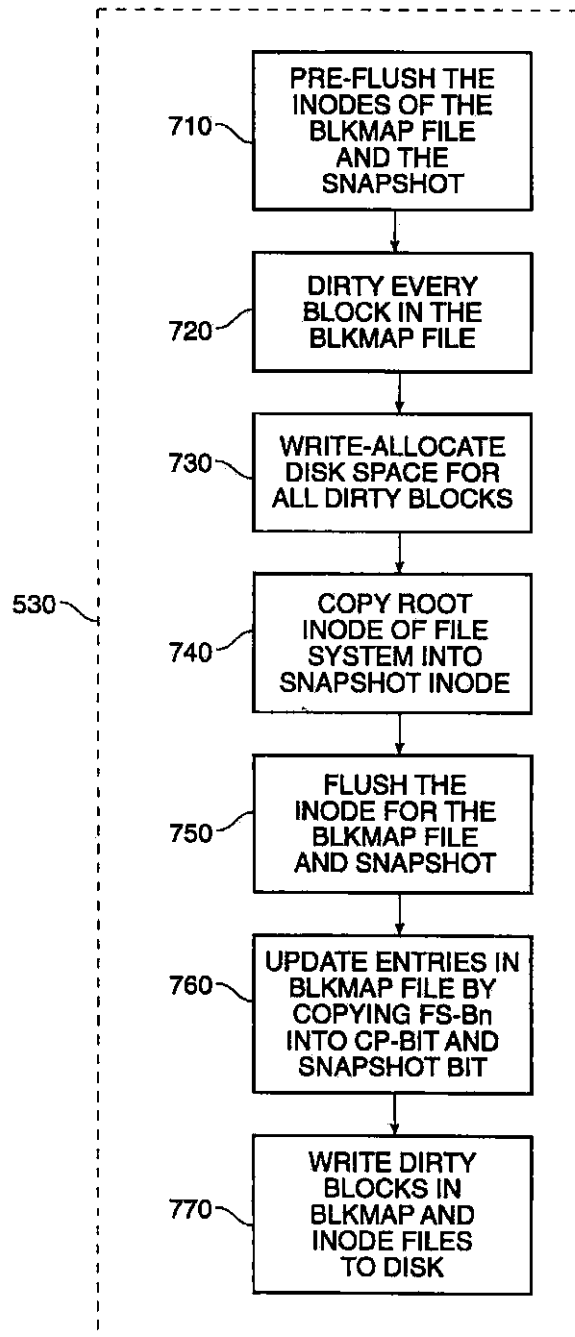 710
PRE-FLUSH THE
INODES OF THE
BLKMAP FILE
AND THE
SNAPSHOT
720
DIRTY EVERY
BLOCK IN THE
BLKMAP FILE
730
WRITE-ALLOCATE
DISK SPACE FOR
ALL DIRTY BLOCKS
530
740
COPY ROOT
INODE OF FILE
SYSTEM INTO
SNAPSHOT INODE
750
FLUSH THE
INODE FOR THE
BLKMAP FILE
AND SNAPSHOT
760
UPDATE ENTRIES IN
BLKMAP FILE BY
COPYING FS-Bn
INTO CP-BIT AND
SNAPSHOT BIT
770
WRITE DIRTY
BLOCKS IN
BLKMAP AND
INODE FILES
TO DISK